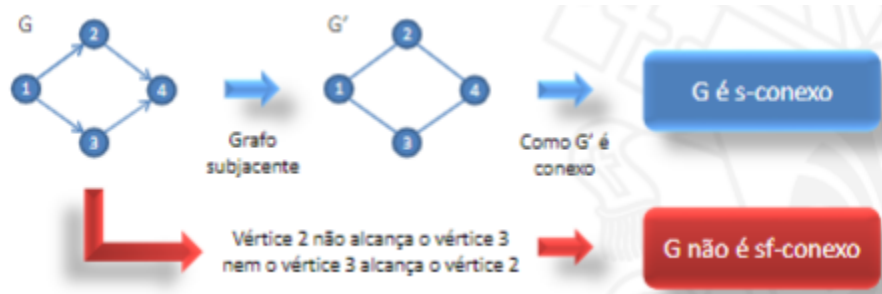 G
2
1
4
3
G'
2
1
4
3
Grafo
subjacente
Como G' é
conexo
G é s-conexo
Vértice 2 não alcança o vértice 3
nem o vértice 3 alcança o vértice 2
G não é sf-conexo